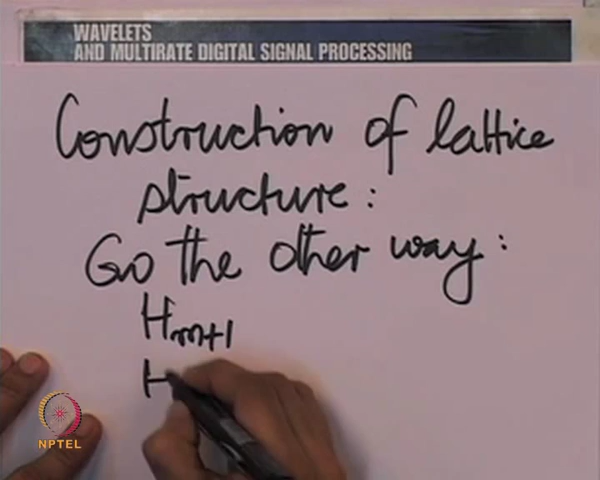 WAVELETS
AND MULTIRATE DIGITAL SIGNAL PROCESSING
Construction of lattice
structure:
Go the other way:
Hm+1
H
NPTEL